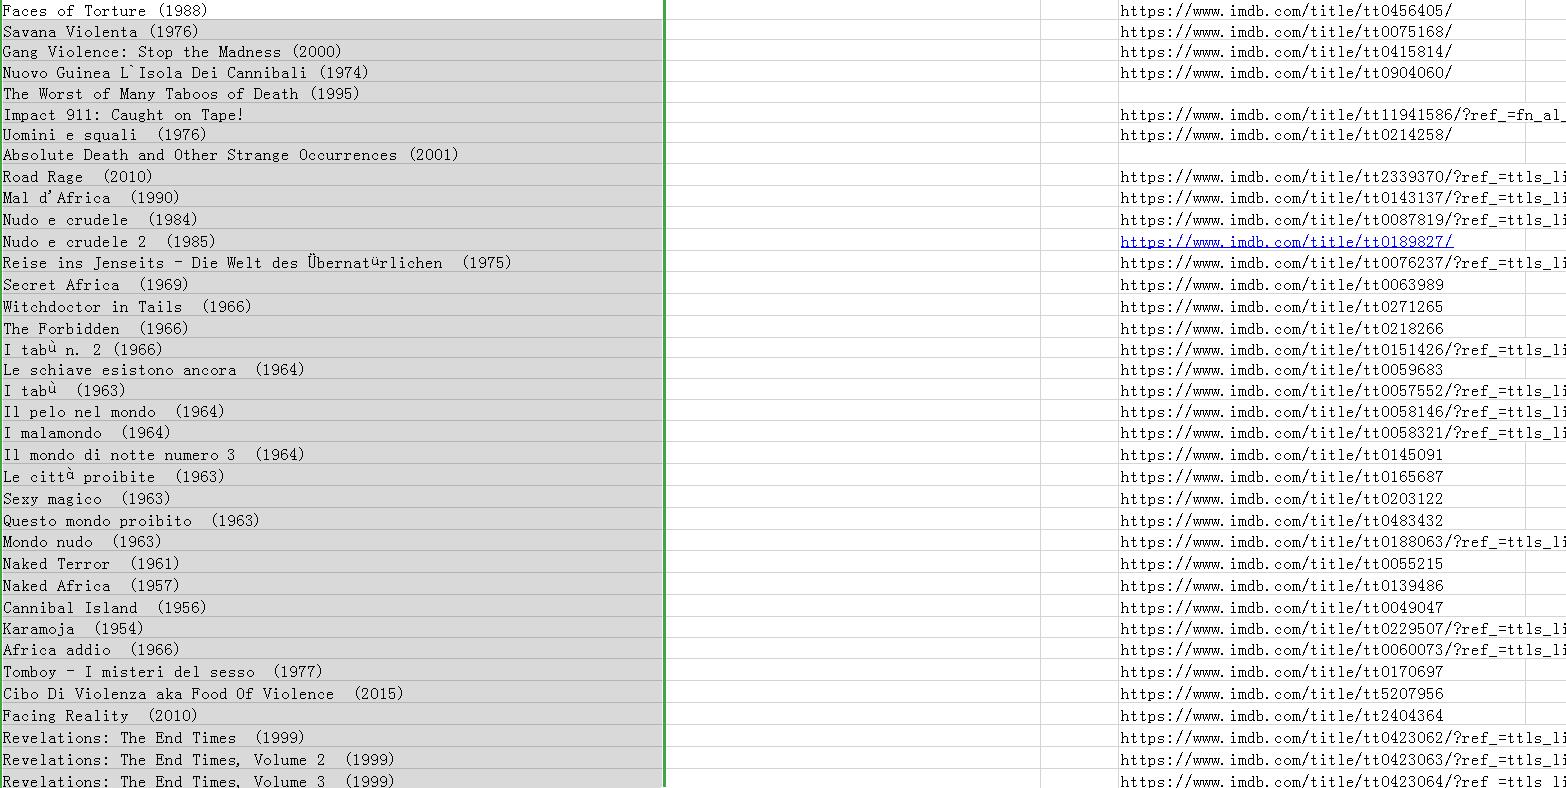 Faces of Torture (1988) https://www.imdb.com/title/tt0456405/
Savana Violenta (1976) https://www.imdb.com/title/tt0075168/
Gang Violence: Stop the Madness (2000) https://www.imdb.com/title/tt0415814/
Nuovo Guinea L`Isola Dei Cannibali (1974) https://www.imdb.com/title/tt0904060/
The Worst of Many Taboos of Death (1995)
Impact 911: Caught on Tape! https://www.imdb.com/title/tt11941586/?ref_=fn_al_
Uomini e squali (1976) https://www.imdb.com/title/tt0214258/
Absolute Death and Other Strange Occurrences (2001)
Road Rage (2010) https://www.imdb.com/title/tt2339370/?ref_=ttls_li
Mal d'Africa (1990) https://www.imdb.com/title/tt0143137/?ref_=ttls_li
Nudo e crudele (1984) https://www.imdb.com/title/tt0087819/?ref_=ttls_li
Nudo e crudele 2 (1985) https://www.imdb.com/title/tt0189827/
Reise ins Jenseits - Die Welt des Übernatürlichen (1975) https://www.imdb.com/title/tt0076237/?ref_=ttls_li
Secret Africa (1969) https://www.imdb.com/title/tt0063989
Witchdoctor in Tails (1966) https://www.imdb.com/title/tt0271265
The Forbidden (1966) https://www.imdb.com/title/tt0218266
I tabù n. 2 (1966) https://www.imdb.com/title/tt0151426/?ref_=ttls_li
Le schiave esistono ancora (1964) https://www.imdb.com/title/tt0059683
I tabù (1963) https://www.imdb.com/title/tt0057552/?ref_=ttls_li
Il pelo nel mondo (1964) https://www.imdb.com/title/tt0058146/?ref_=ttls_li
I malamondo (1964) https://www.imdb.com/title/tt0058321/?ref_=ttls_li
Il mondo di notte numero 3 (1964) https://www.imdb.com/title/tt0145091
Le città proibite (1963) https://www.imdb.com/title/tt0165687
Sexy magico (1963) https://www.imdb.com/title/tt0203122
Questo mondo proibito (1963) https://www.imdb.com/title/tt0483432
Mondo nudo (1963) https://www.imdb.com/title/tt0188063/?ref_=ttls_li
Naked Terror (1961) https://www.imdb.com/title/tt0055215
Naked Africa (1957) https://www.imdb.com/title/tt0139486
Cannibal Island (1956) https://www.imdb.com/title/tt0049047
Karamoja (1954) https://www.imdb.com/title/tt0229507/?ref_=ttls_li
Africa addio (1966) https://www.imdb.com/title/tt0060073/?ref_=ttls_li
Tomboy - I misteri del sesso (1977) https://www.imdb.com/title/tt0170697
Cibo Di Violenza aka Food Of Violence (2015) https://www.imdb.com/title/tt5207956
Facing Reality (2010) https://www.imdb.com/title/tt2404364
Revelations: The End Times (1999) https://www.imdb.com/title/tt0423062/?ref_=ttls_li
Revelations: The End Times, Volume 2 (1999) https://www.imdb.com/title/tt0423063/?ref_=ttls_li
Revelations: The End Times, Volume 3 (1999) https://www.imdb.com/title/tt0423064/?ref_=ttls_li